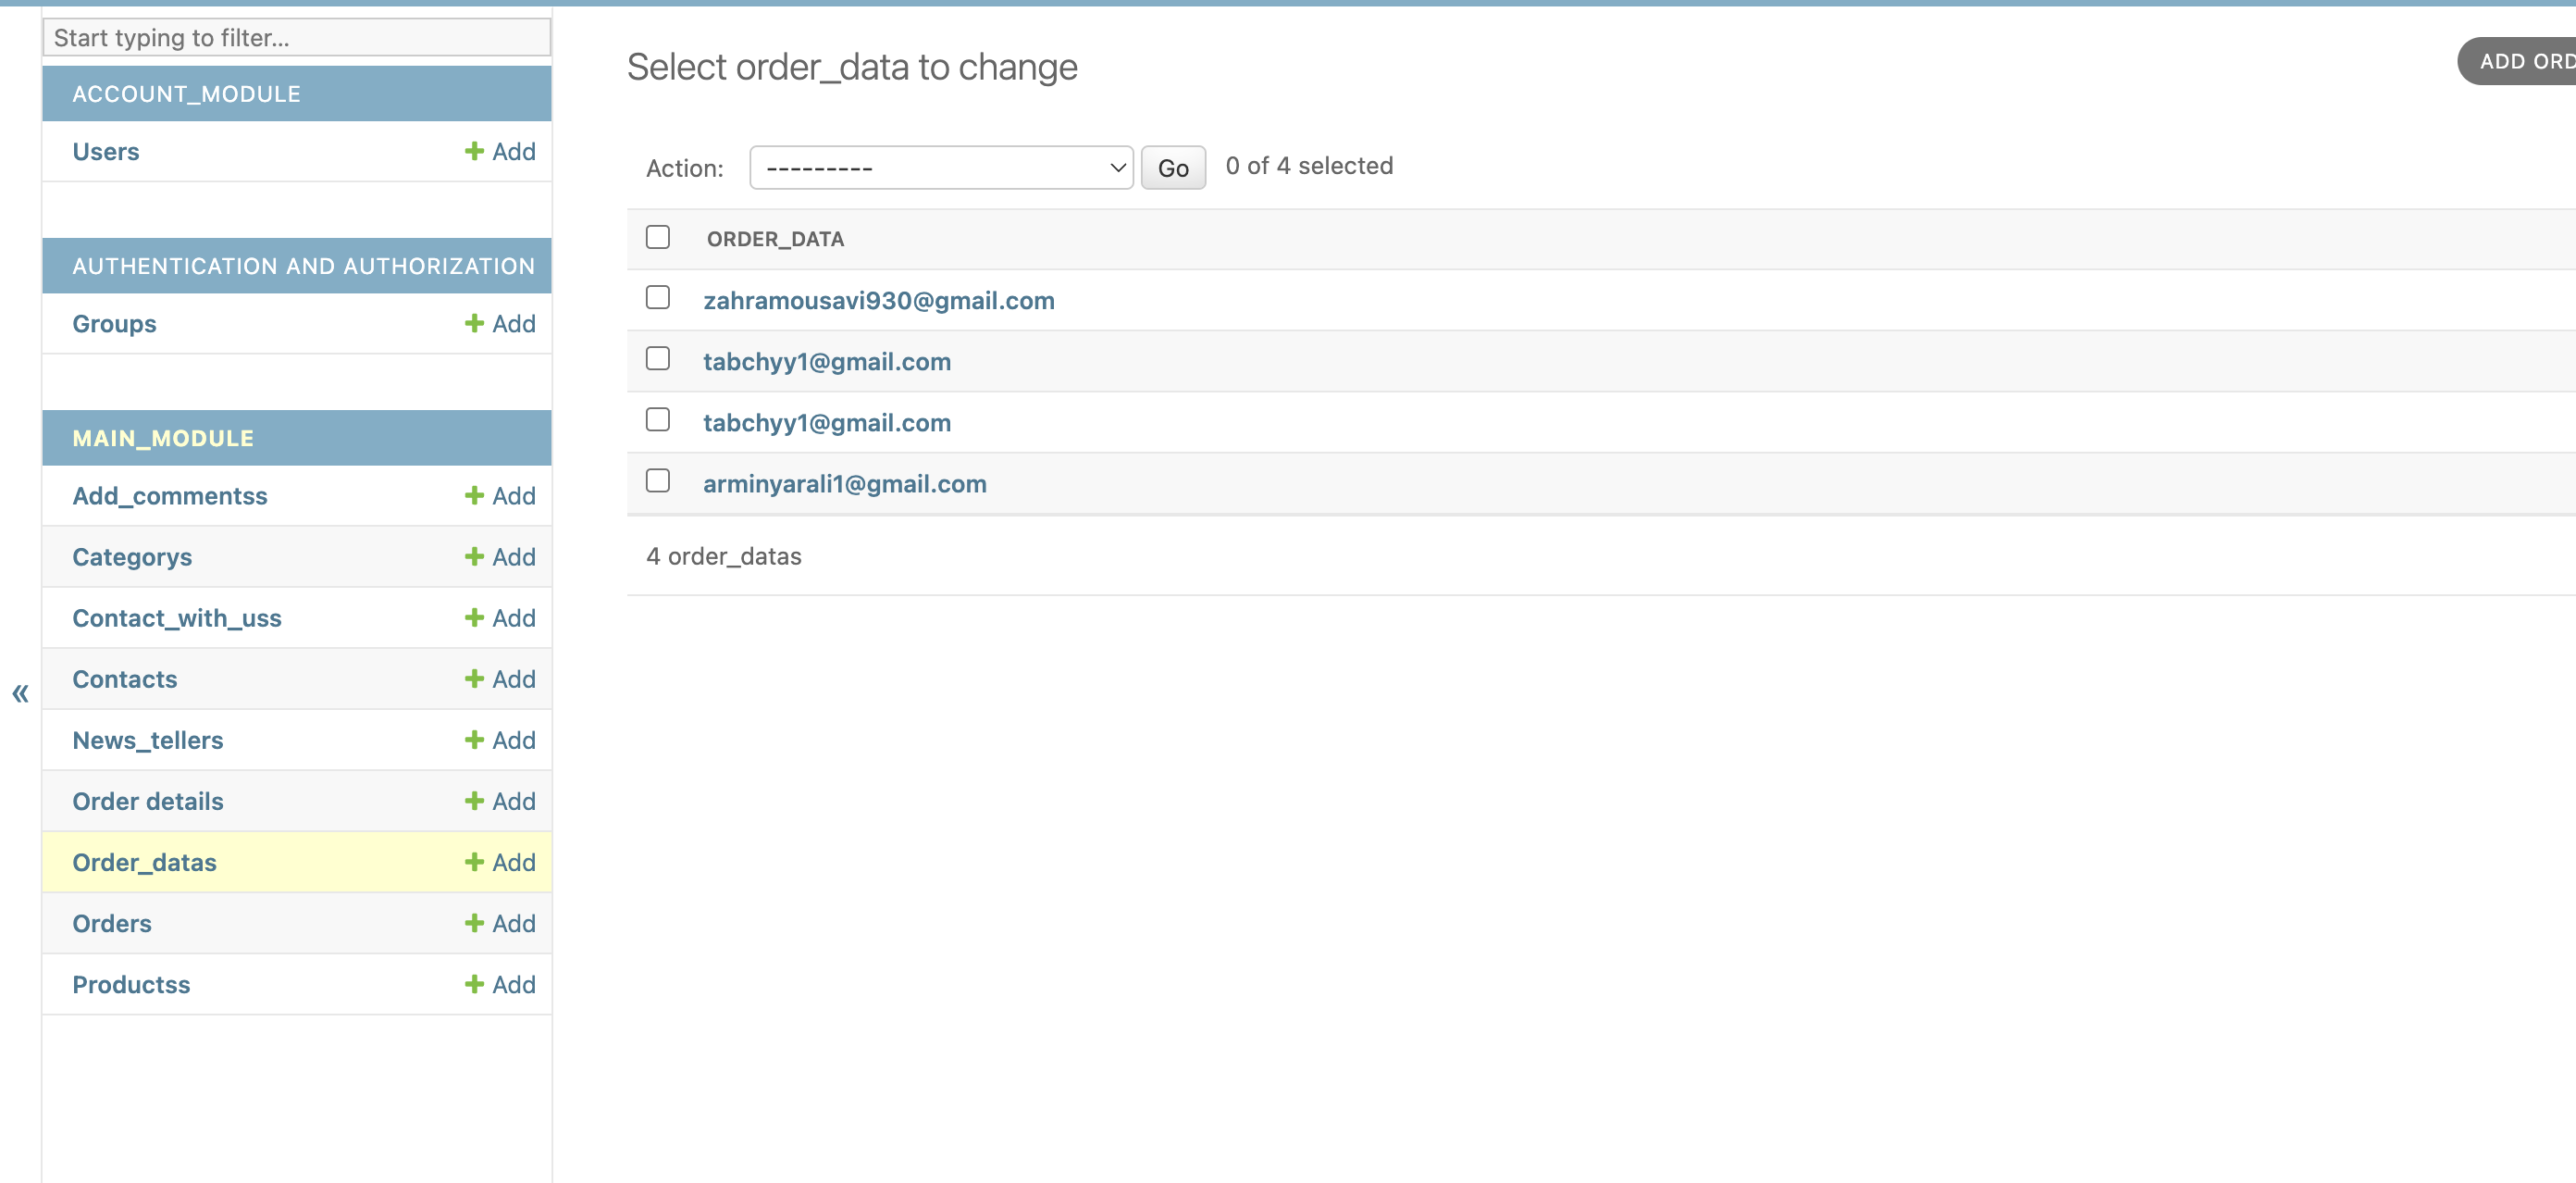 Start typing to filter...
ACCOUNT_MODULE
Users Add
AUTHENTICATION AND AUTHORIZATION
Groups Add
MAIN_MODULE
Add_commentss Add
Categorys Add
Contact_with_uss Add
Contacts Add
News_tellers Add
Order details Add
Order_datas Add
Orders Add
Productss Add
«
Select order_data to change
ADD ORD
Action: --------- Go 0 of 4 selected
ORDER_DATA
zahramousavi930@gmail.com
tabchyy1@gmail.com
tabchyy1@gmail.com
arminyarali1@gmail.com
4 order_datas